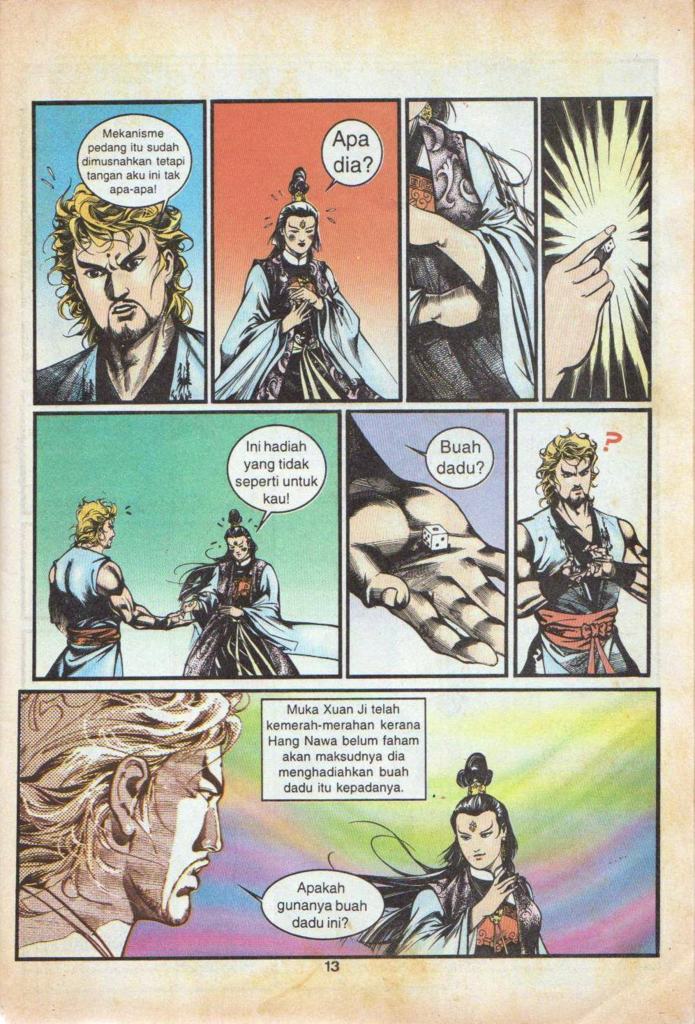 Mekanisme
pedang itu sudah
dimusnahkan tetapi
tangan aku ini tak
apa-apa!
Apa
dia?
Ini hadiah
yang tidak
seperti untuk
kau!
Buah
dadu?
?
Muka Xuan Ji telah
kemerah-merahan kerana
Hang Nawa belum faham
akan maksudnya dia
menghadiahkan buah
dadu itu kepadanya.
Apakah
gunanya buah
dadu ini?
13